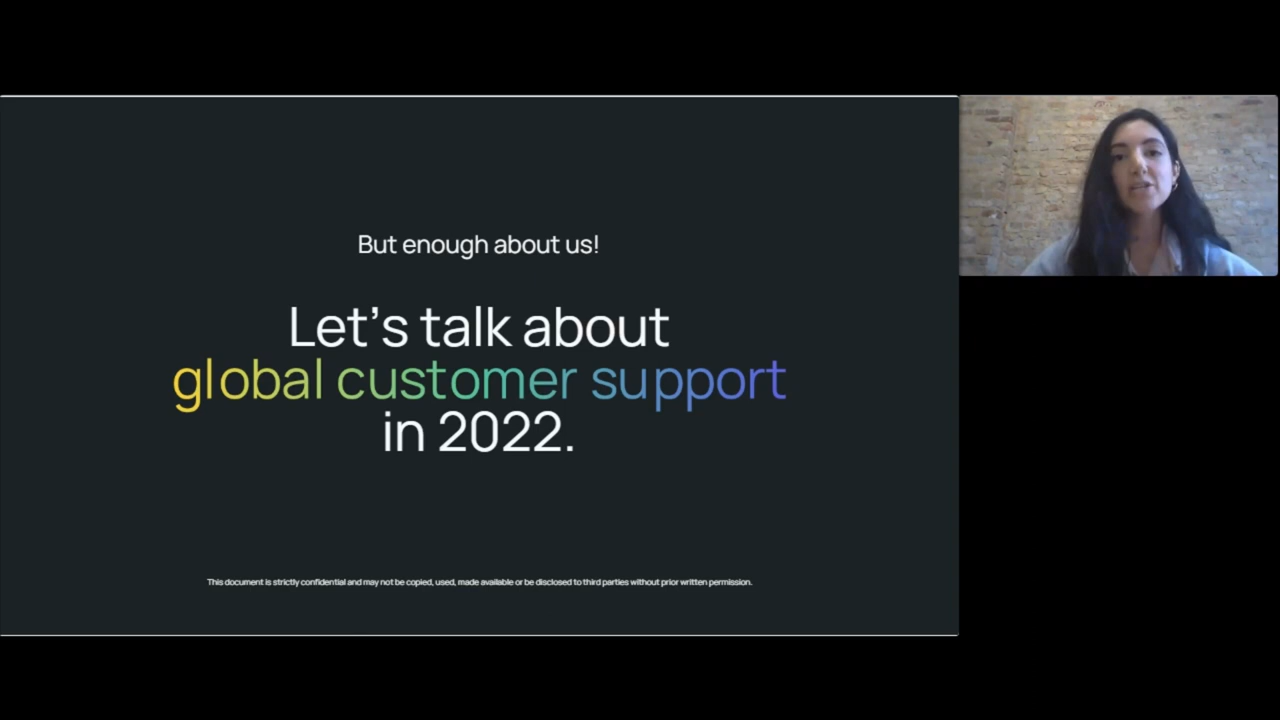 But enough about us!
Let's talk about
global customer support
in 2022.
This document is strictly confidential and may not be copied, used, made available or be disclosed to third parties without prior written permission.